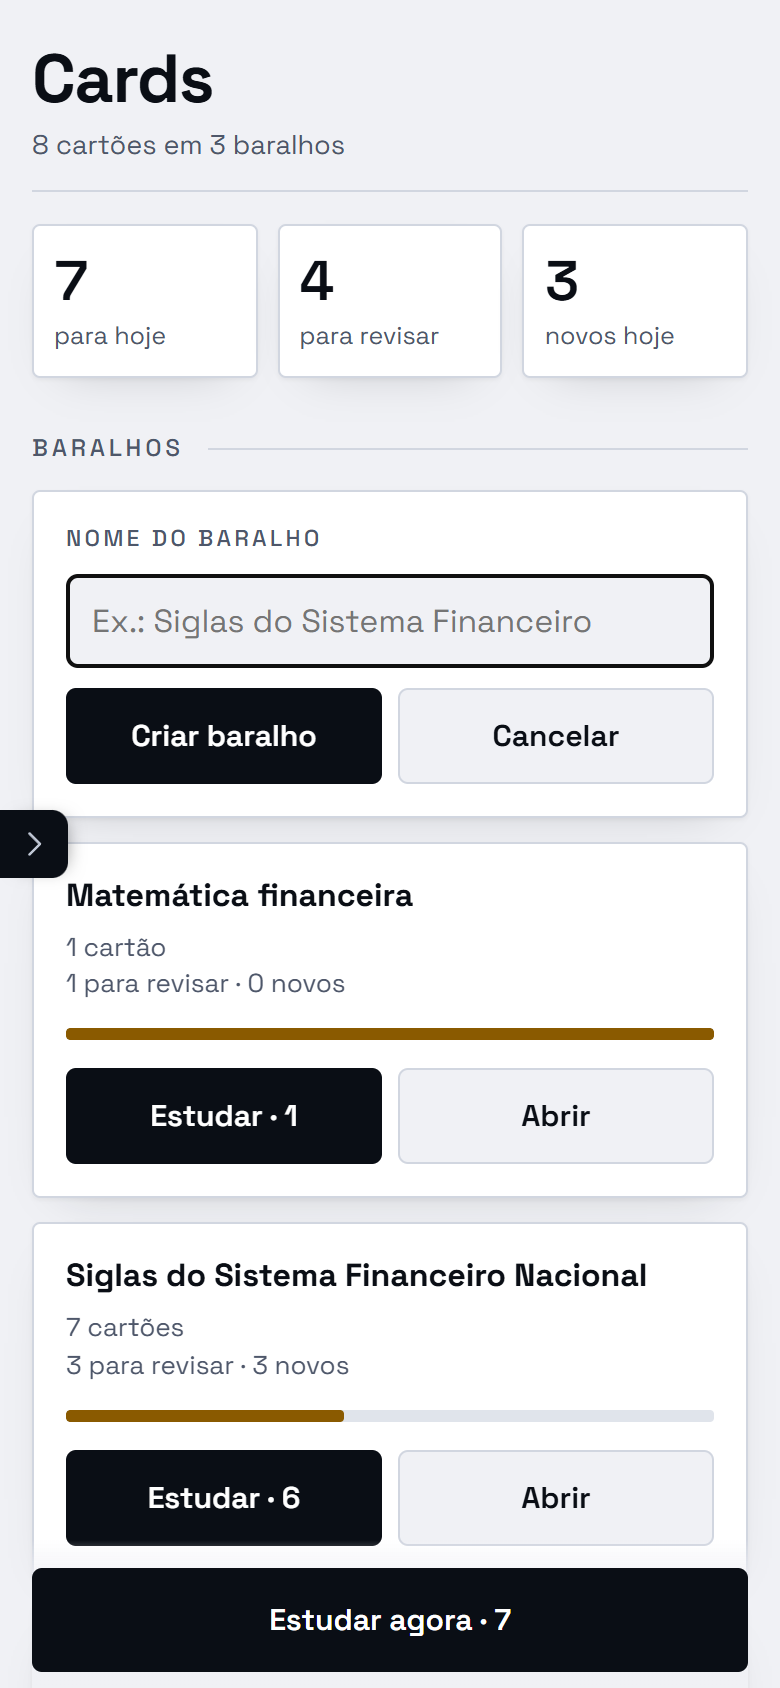 Cards
8 cartões em 3 baralhos
7
para hoje
4
para revisar
3
novos hoje
BARALHOS
NOME DO BARALHO
Ex.: Siglas do Sistema Financeiro
Criar baralho
Cancelar
Matemática financeira
1 cartão
1 para revisar · 0 novos
Estudar · 1
Abrir
Siglas do Sistema Financeiro Nacional
7 cartões
3 para revisar · 3 novos
Estudar · 6
Abrir
Estudar agora · 7